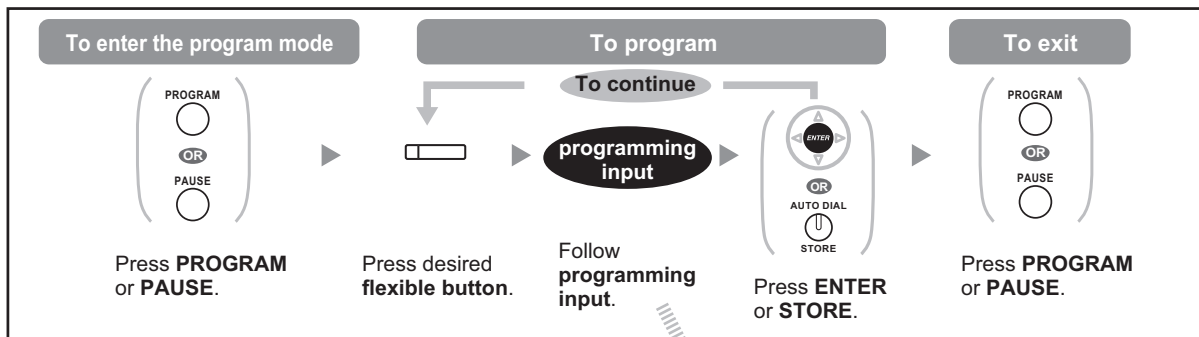 To enter the program mode
To program
To exit
To continue
PROGRAM
OR
PAUSE
programming
input
ENTER
OR
AUTO DIAL
STORE
PROGRAM
OR
PAUSE
Press PROGRAM
or PAUSE.
Press desired
flexible button.
Follow
programming
input.
Press ENTER
or STORE.
Press PROGRAM
or PAUSE.